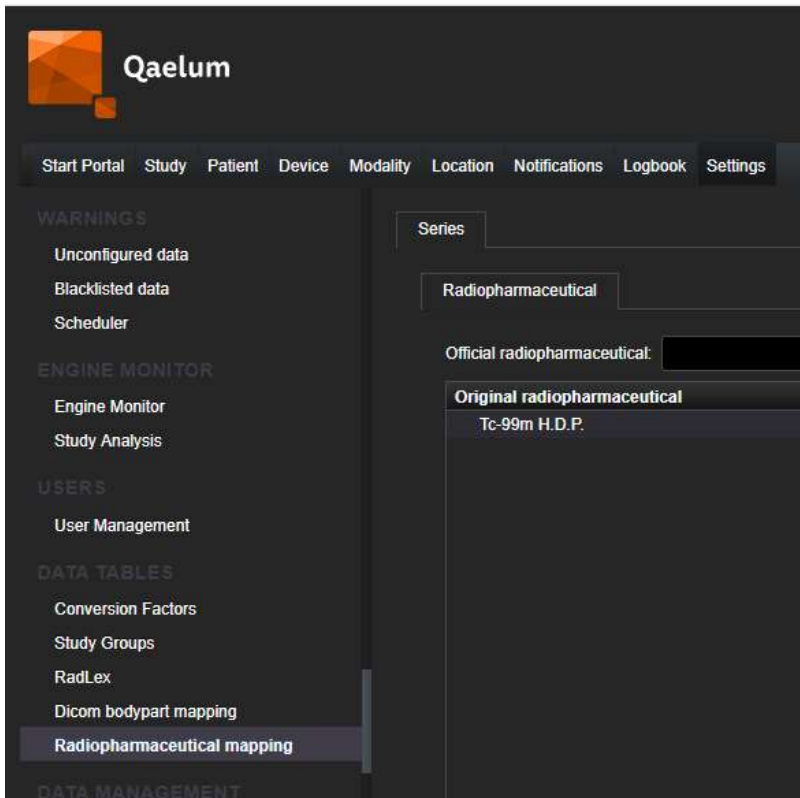 Qaelum
Start Portal Study Patient Device Modality Location Notifications Logbook Settings
WARNINGS
Unconfigured data
Blacklisted data
Scheduler
ENGINE MONITOR
Engine Monitor
Study Analysis
USERS
User Management
DATA TABLES
Conversion Factors
Study Groups
RadLex
Dicom bodypart mapping
Radiopharmaceutical mapping
DATA MANAGEMENT
Series
Radiopharmaceutical
Official radiopharmaceutical:
Original radiopharmaceutical
Tc-99m H.D.P.